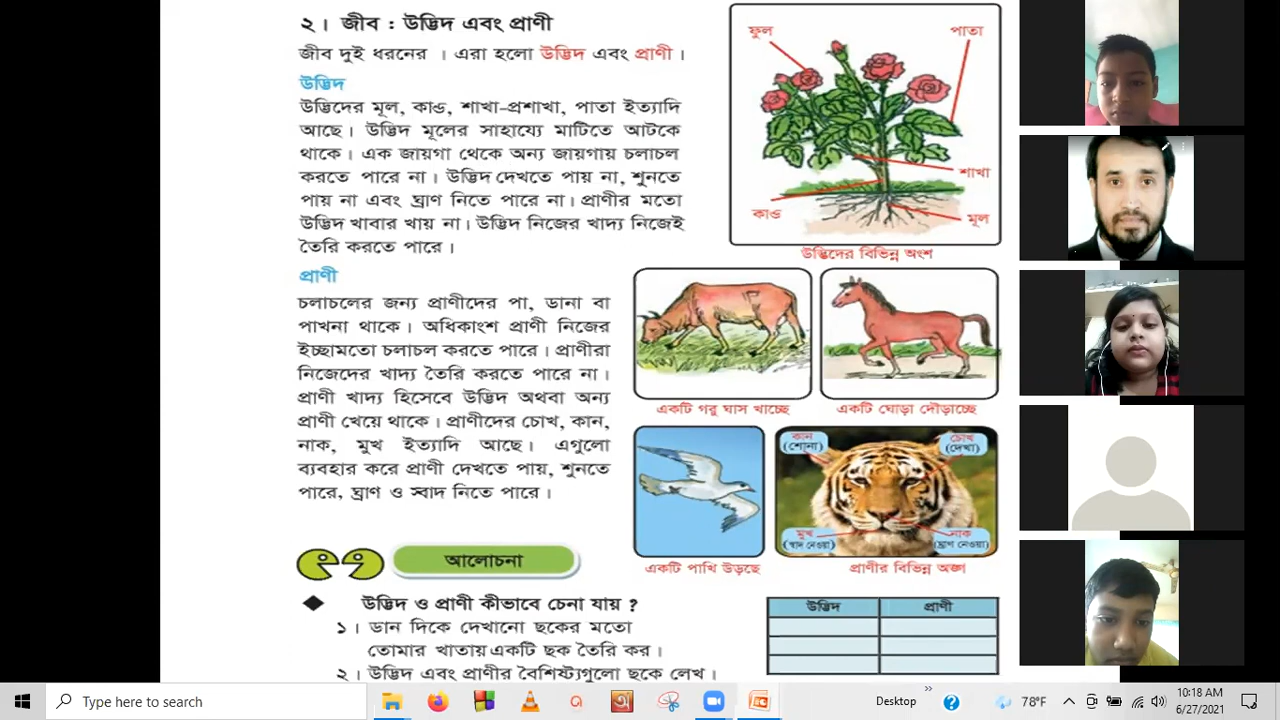 ২। জীব : উদ্ভিদ এবং প্রাণী
জীব দুই ধরনের । এরা হলো উদ্ভিদ এবং প্রাণী।
উদ্ভিদ
উদ্ভিদের মূল, কান্ড, শাখা-প্রশাখা, পাতা ইত্যাদি
আছে। উদ্ভিদ মূলের সাহায্যে মাটিতে আটকে
থাকে। এক জায়গা থেকে অন্য জায়গায় চলাচল
করতে পারে না। উদ্ভিদ দেখতে পায় না, শুনতে
পায় না এবং ঘ্রাণ নিতে পারে না। প্রাণীর মতো
উদ্ভিদ খাবার খায় না। উদ্ভিদ নিজের খাদ্য নিজেই
তৈরি করতে পারে।
ফুল
পাতা
শাখা
কান্ড
মূল
উদ্ভিদের বিভিন্ন অংশ
প্রাণী
চলাচলের জন্য প্রাণীদের পা, ডানা বা
পাখনা থাকে। অধিকাংশ প্রাণী নিজের
ইচ্ছামতো চলাচল করতে পারে। প্রাণীরা
নিজেদের খাদ্য তৈরি করতে পারে না।
প্রাণী খাদ্য হিসেবে উদ্ভিদ অথবা অন্য
প্রাণী খেয়ে থাকে। প্রাণীদের চোখ, কান,
নাক, মুখ ইত্যাদি আছে। এগুলো
ব্যবহার করে প্রাণী দেখতে পায়, শুনতে
পারে, ঘ্রাণ ও স্বাদ নিতে পারে।
একটি গরু ঘাস খাচ্ছে
একটি ঘোড়া দৌড়াচ্ছে
কান
(শোনা)
চোখ
(দেখা)
মুখ
(স্বাদ নেওয়া)
নাক
(ঘ্রাণ নেওয়া)
একটি পাখি উড়ছে
প্রাণীর বিভিন্ন অঙ্গ
আলোচনা
উদ্ভিদ ও প্রাণী কীভাবে চেনা যায় ?
১। ডান দিকে দেখানো ছকের মতো
তোমার খাতায় একটি ছক তৈরি কর।
২। উদ্ভিদ এবং প্রাণীর বৈশিষ্ট্যগুলো ছকে লেখ।
উদ্ভিদ
প্রাণী
Type here to search
অ
Desktop
»
78°F
10:18 AM
6/27/2021